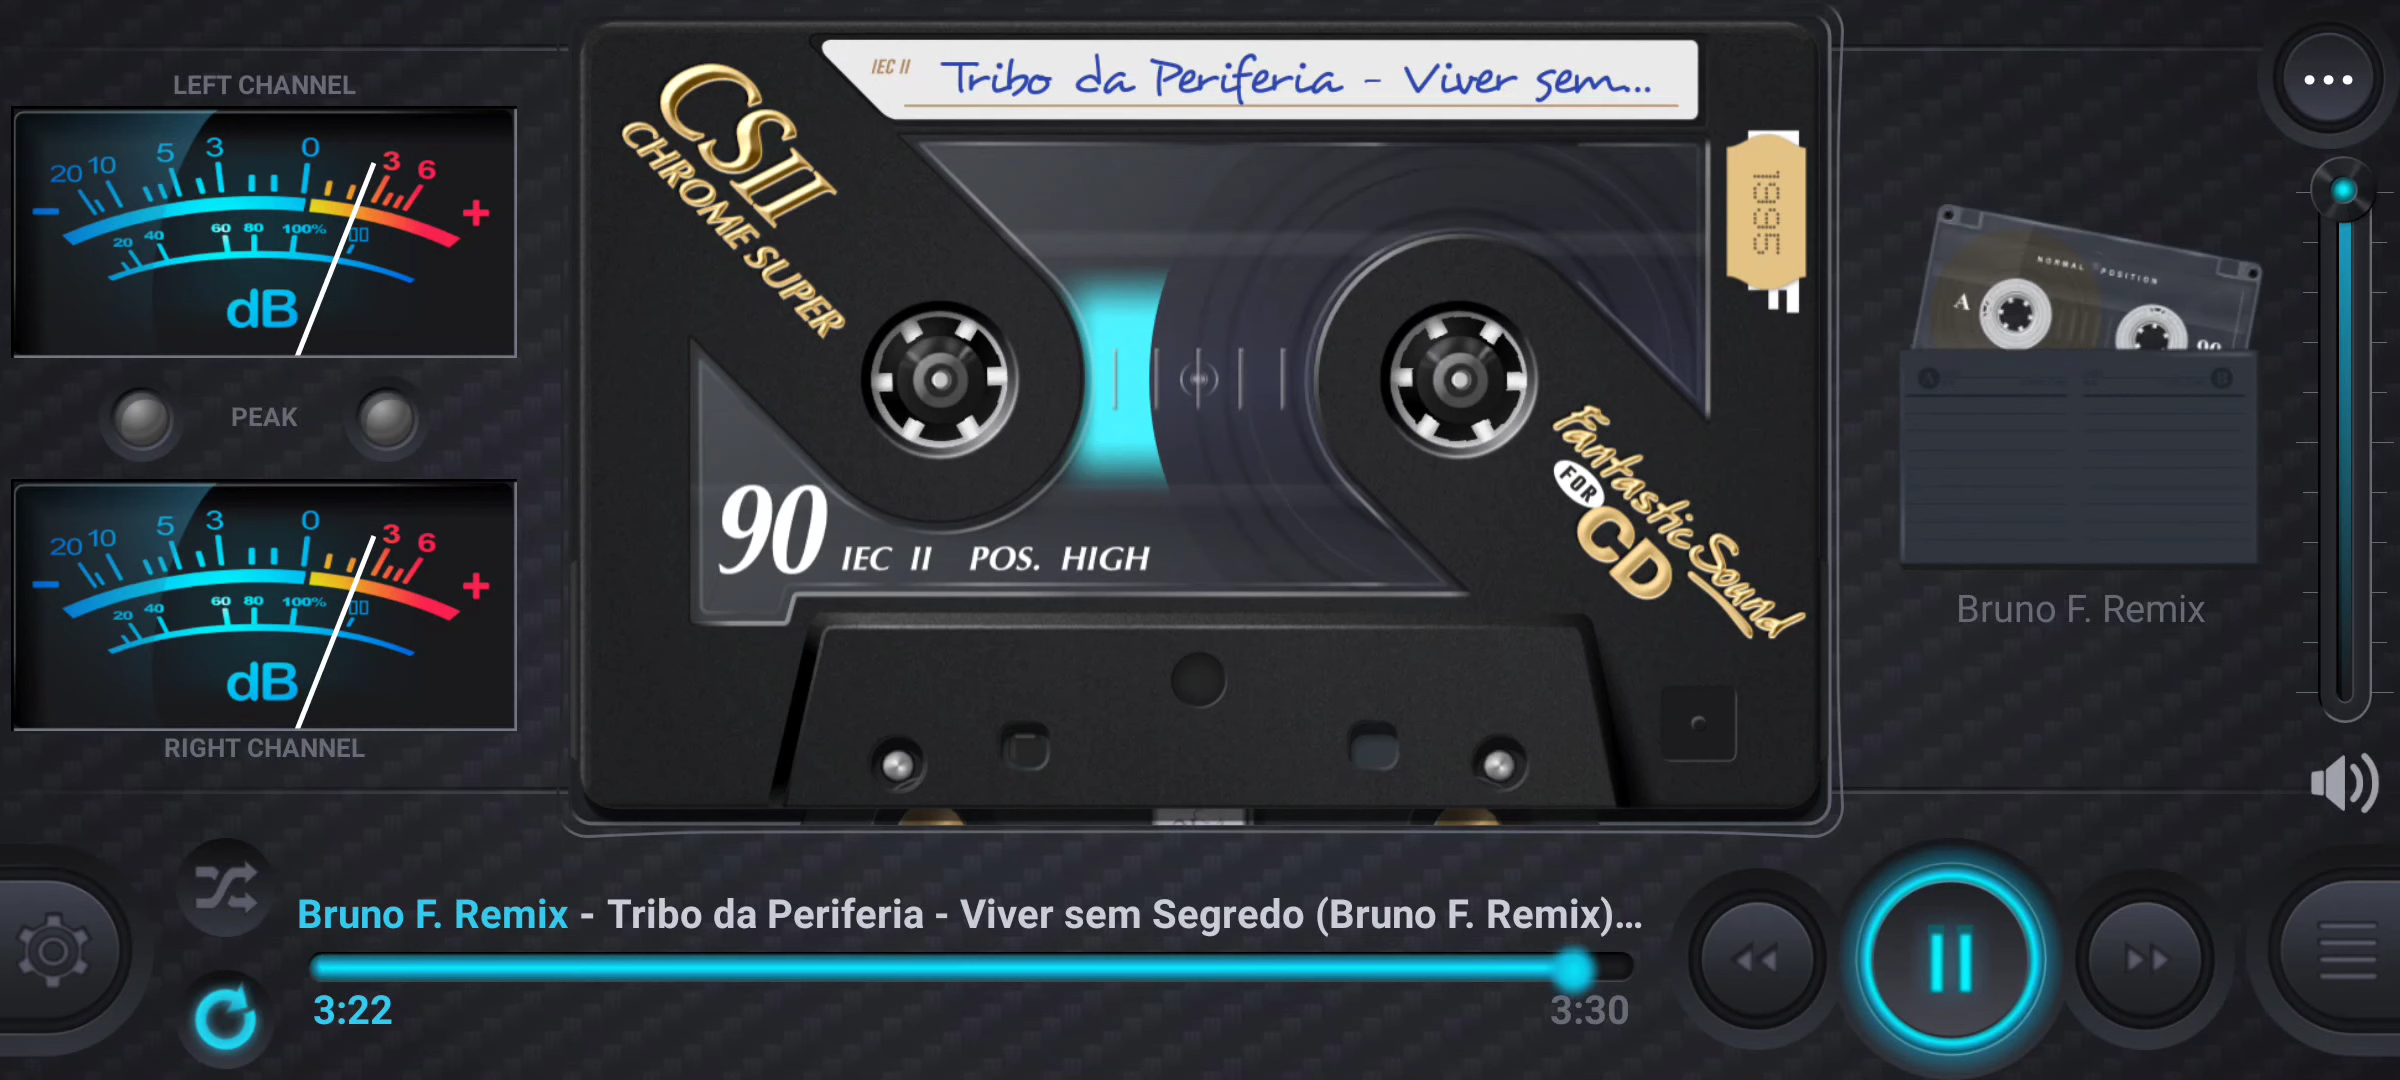 LEFT CHANNEL
20 10 5 3 0 3 6
- +
20 40 60 80 100%
dB
PEAK
20 10 5 3 0 3 6
- +
20 40 60 80 100%
dB
RIGHT CHANNEL
IEC II Tribo da Periferia - Viver sem...
CSII
CHROME SUPER
90 IEC II POS. HIGH
Fantastic Sound
FOR
CD
NORMAL POSITION
A
90
A B
Bruno F. Remix
Bruno F. Remix - Tribo da Periferia - Viver sem Segredo (Bruno F. Remix)...
3:22 3:30